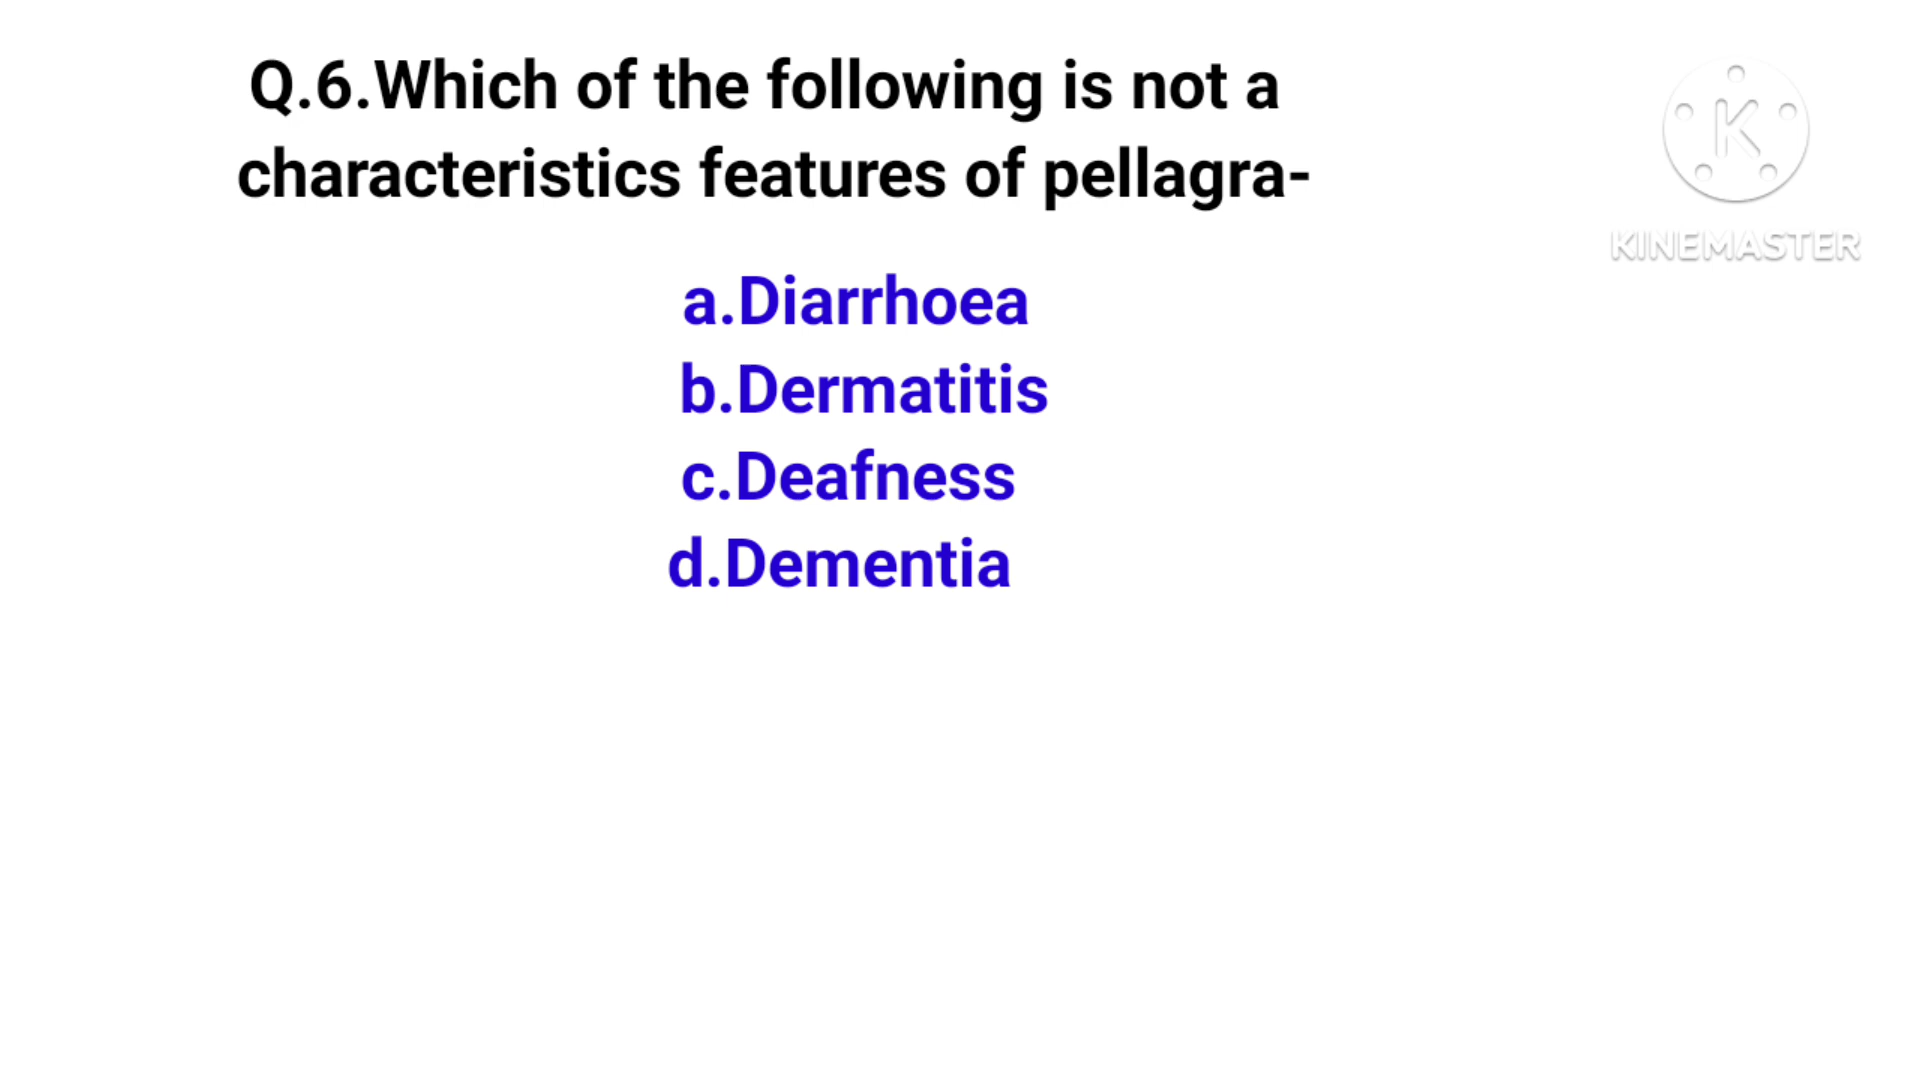 Q.6.Which of the following is not a
characteristics features of pellagra-
a.Diarrhoea
b.Dermatitis
c.Deafness
d.Dementia
K
KINEMASTER